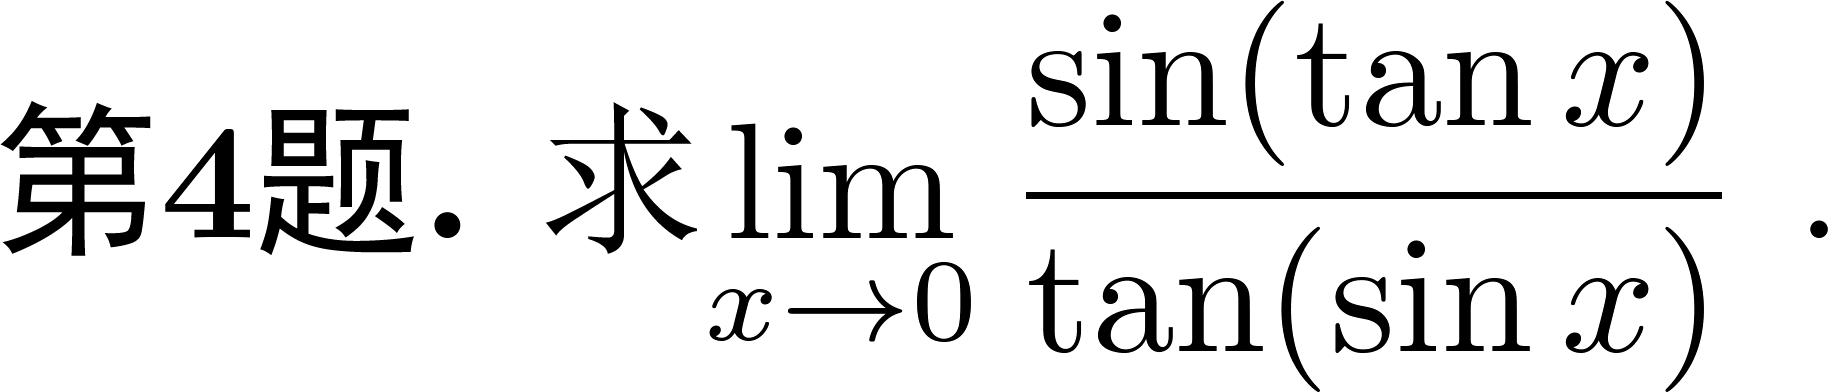 第4题. 求 $\lim_{x \to 0} \frac{\sin(\tan x)}{\tan(\sin x)}$ .